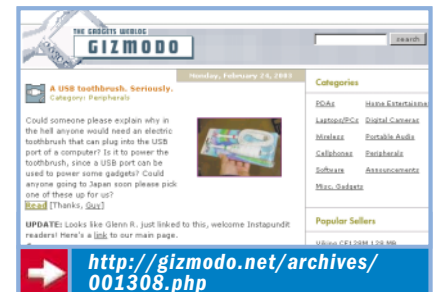 THE GADGETS WEBLOG
GIZMODO
search
Monday, February 24, 2003
A USB toothbrush. Seriously.
Category: Peripherals
Could someone please explain why in
the hell anyone would need an electric
toothbrush that can plug into the USB
port of a computer? Is it to power the
toothbrush, since a USB port can be
used to power some gadgets? Could
anyone going to Japan soon please pick
one of these up for us?
Read [Thanks, Guy]
UPDATE: Looks like Glenn R. just linked to this, welcome Instapundit
readers! Here's a link to our main page.
Categories
PDAs Home Entertainme
Laptops/PCs Digital Cameras
Wireless Portable Audio
Cellphones Peripherals
Software Announcements
Misc. Gadgets
Popular Sellers
Viking CF128M 128 MB
http://gizmodo.net/archives/
001308.php